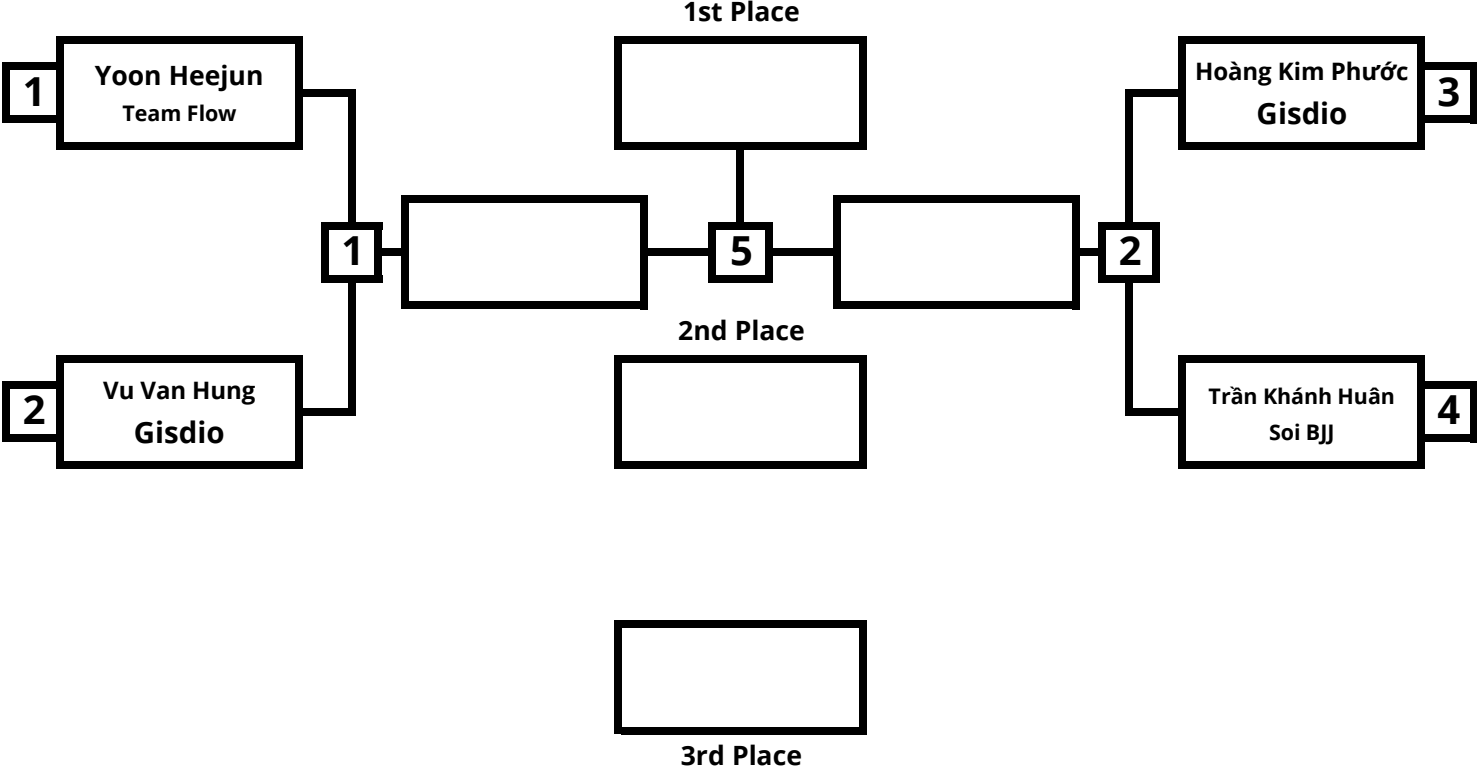 1st Place
1
Yoon Heejun
Team Flow
Hoàng Kim Phước
Gisdio
3
1
5
2
2nd Place
2
Vu Van Hung
Gisdio
Trần Khánh Huân
Soi BJJ
4
3rd Place